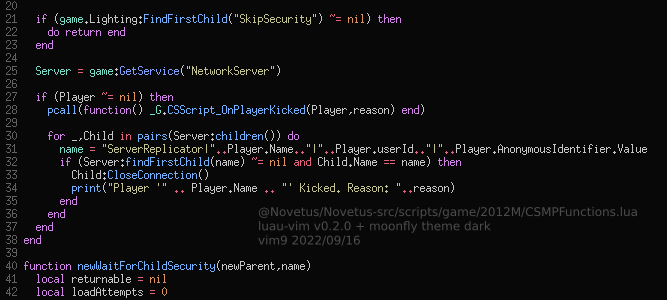 20
21 if (game.Lighting:FindFirstChild("SkipSecurity") ~= nil) then
22 do return end
23 end
24
25 Server = game:GetService("NetworkServer")
26
27 if (Player ~= nil) then
28 pcall(function() _G.CSScript_OnPlayerKicked(Player,reason) end)
29
30 for _,Child in pairs(Server:children()) do
31 name = "ServerReplicator|"..Player.Name.."|"..Player.userId.."|"..Player.AnonymousIdentifier.Value
32 if (Server:findFirstChild(name) ~= nil and Child.Name == name) then
33 Child:CloseConnection()
34 print("Player '" .. Player.Name .. "' Kicked. Reason: "..reason)
35 end
36 end
37 end
38 end
39
40 function newWaitForChildSecurity(newParent,name)
41 local returnable = nil
42 local loadAttempts = 0
@Novetus/Novetus-src/scripts/game/2012M/CSMPFunctions.lua
luau-vim v0.2.0 + moonfly theme dark
vim9 2022/09/16